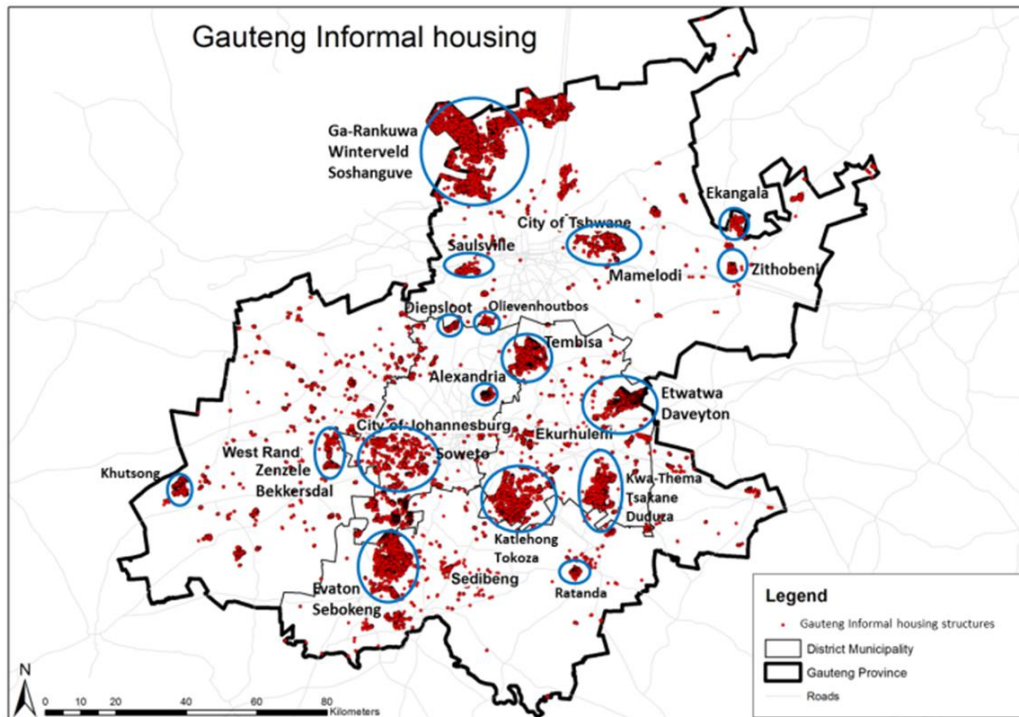 Gauteng Informal housing
Ga-Rankuwa
Winterveld
Soshanguve
Ekangala
City of Tshwane
Saulsville
Mamelodi
Zithobeni
Diepsloot
Olievenhoutbos
Tembisa
Alexandria
Etwatwa
Daveyton
City of Johannesburg
Ekurhuleni
West Rand
Soweto
Zenzele
Bekkersdal
Khutsong
Kwa-Thema
Tsakane
Duduza
Katlehong
Tokoza
Evaton
Sebokeng
Sedibeng
Ratanda
Legend
Gauteng Informal housing structures
District Municipality
Gauteng Province
Roads
N
0 10 20 40 60 80
Kilometers